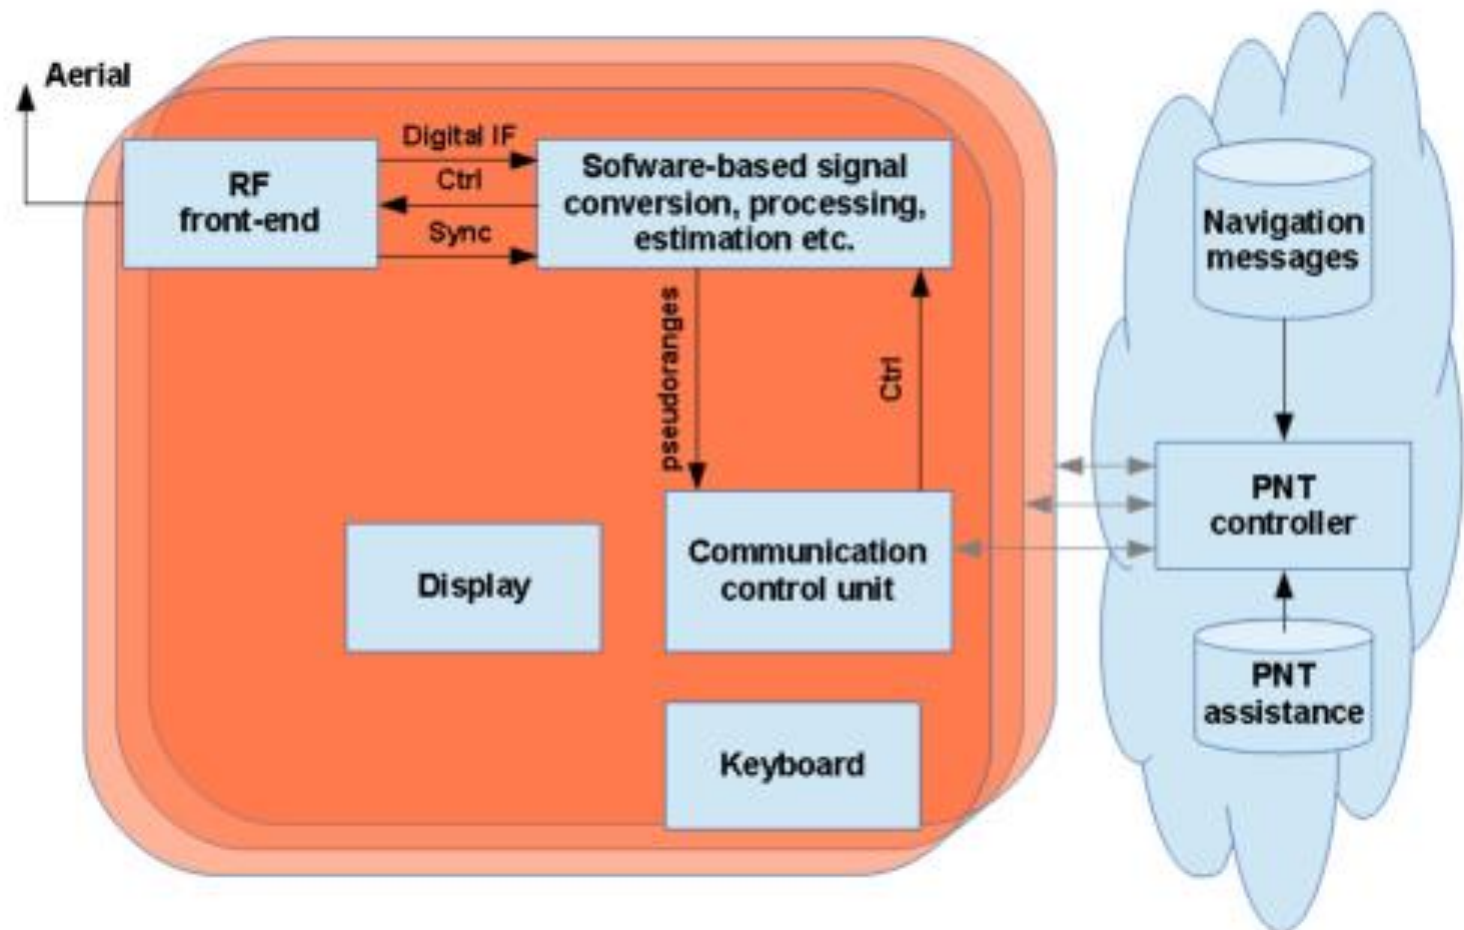 Aerial
Digital IF
RF
front-end
Ctrl
Sync
Sofware-based signal
conversion, processing,
estimation etc.
pseudoranges
Ctrl
Display
Communication
control unit
Keyboard
Navigation
messages
PNT
controller
PNT
assistance